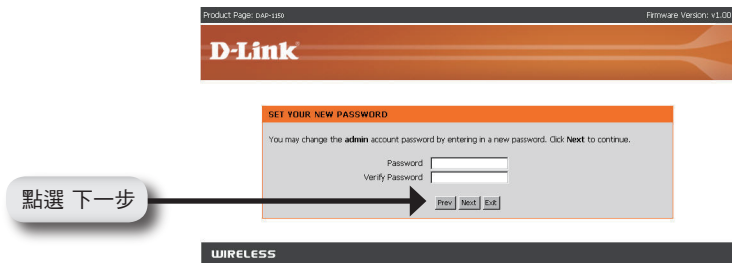 Product Page: DAP-1150 Firmware Version: v1.00
D-Link
SET YOUR NEW PASSWORD
You may change the admin account password by entering in a new password. Click Next to continue.
Password
Verify Password
點選 下一步
Prev Next Exit
WIRELESS